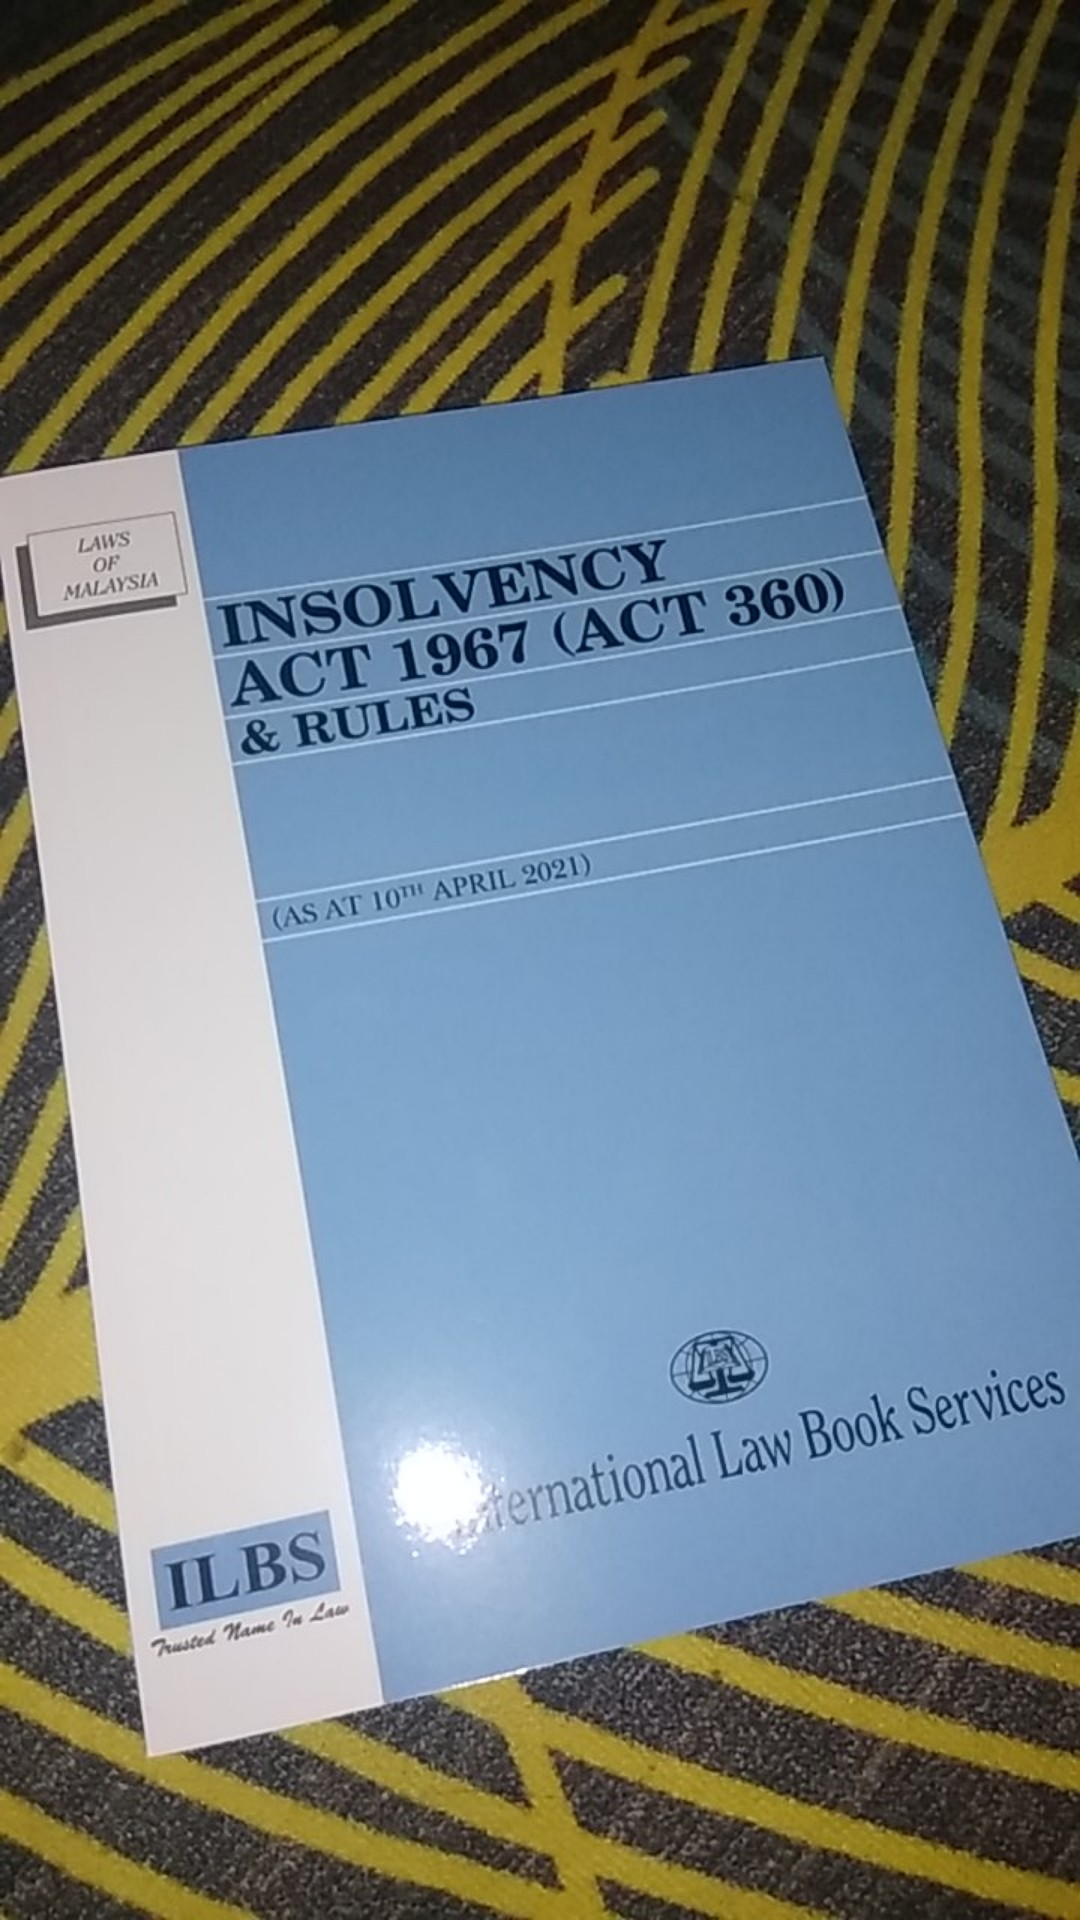 LAWS
OF
MALAYSIA
INSOLVENCY
ACT 1967 (ACT 360)
& RULES
(AS AT 10TH APRIL 2021)
ILBS
International Law Book Services
ILBS
Trusted Name In Law